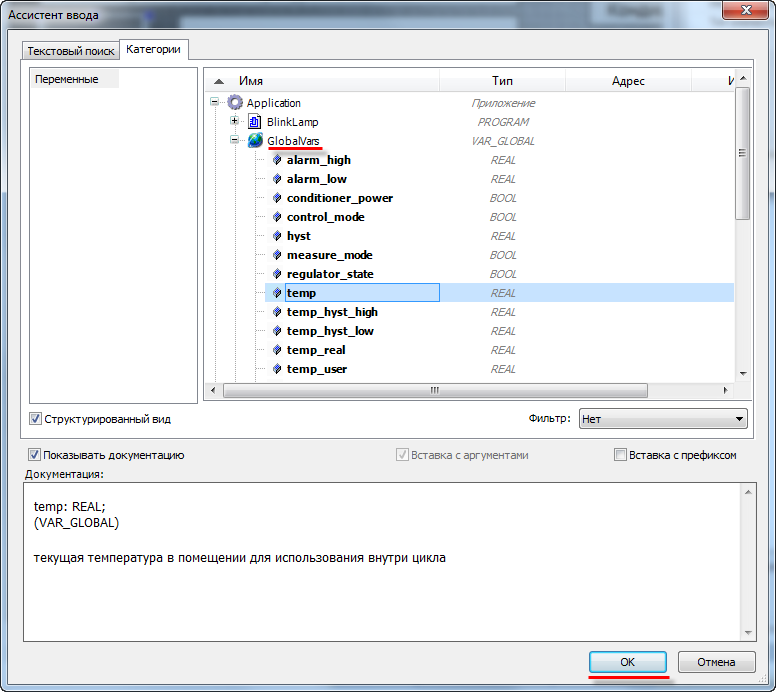 Ассистент ввода
Текстовый поиск Категории
Переменные
Имя Тип Адрес
Application Приложение
BlinkLamp PROGRAM
GlobalVars VAR_GLOBAL
alarm_high REAL
alarm_low REAL
conditioner_power BOOL
control_mode BOOL
hyst REAL
measure_mode BOOL
regulator_state BOOL
temp REAL
temp_hyst_high REAL
temp_hyst_low REAL
temp_real REAL
temp_user REAL
Структурированный вид Фильтр: Нет
Показывать документацию Вставка с аргументами Вставка с префиксом
Документация:
temp: REAL;
(VAR_GLOBAL)
текущая температура в помещении для использования внутри цикла
OK Отмена